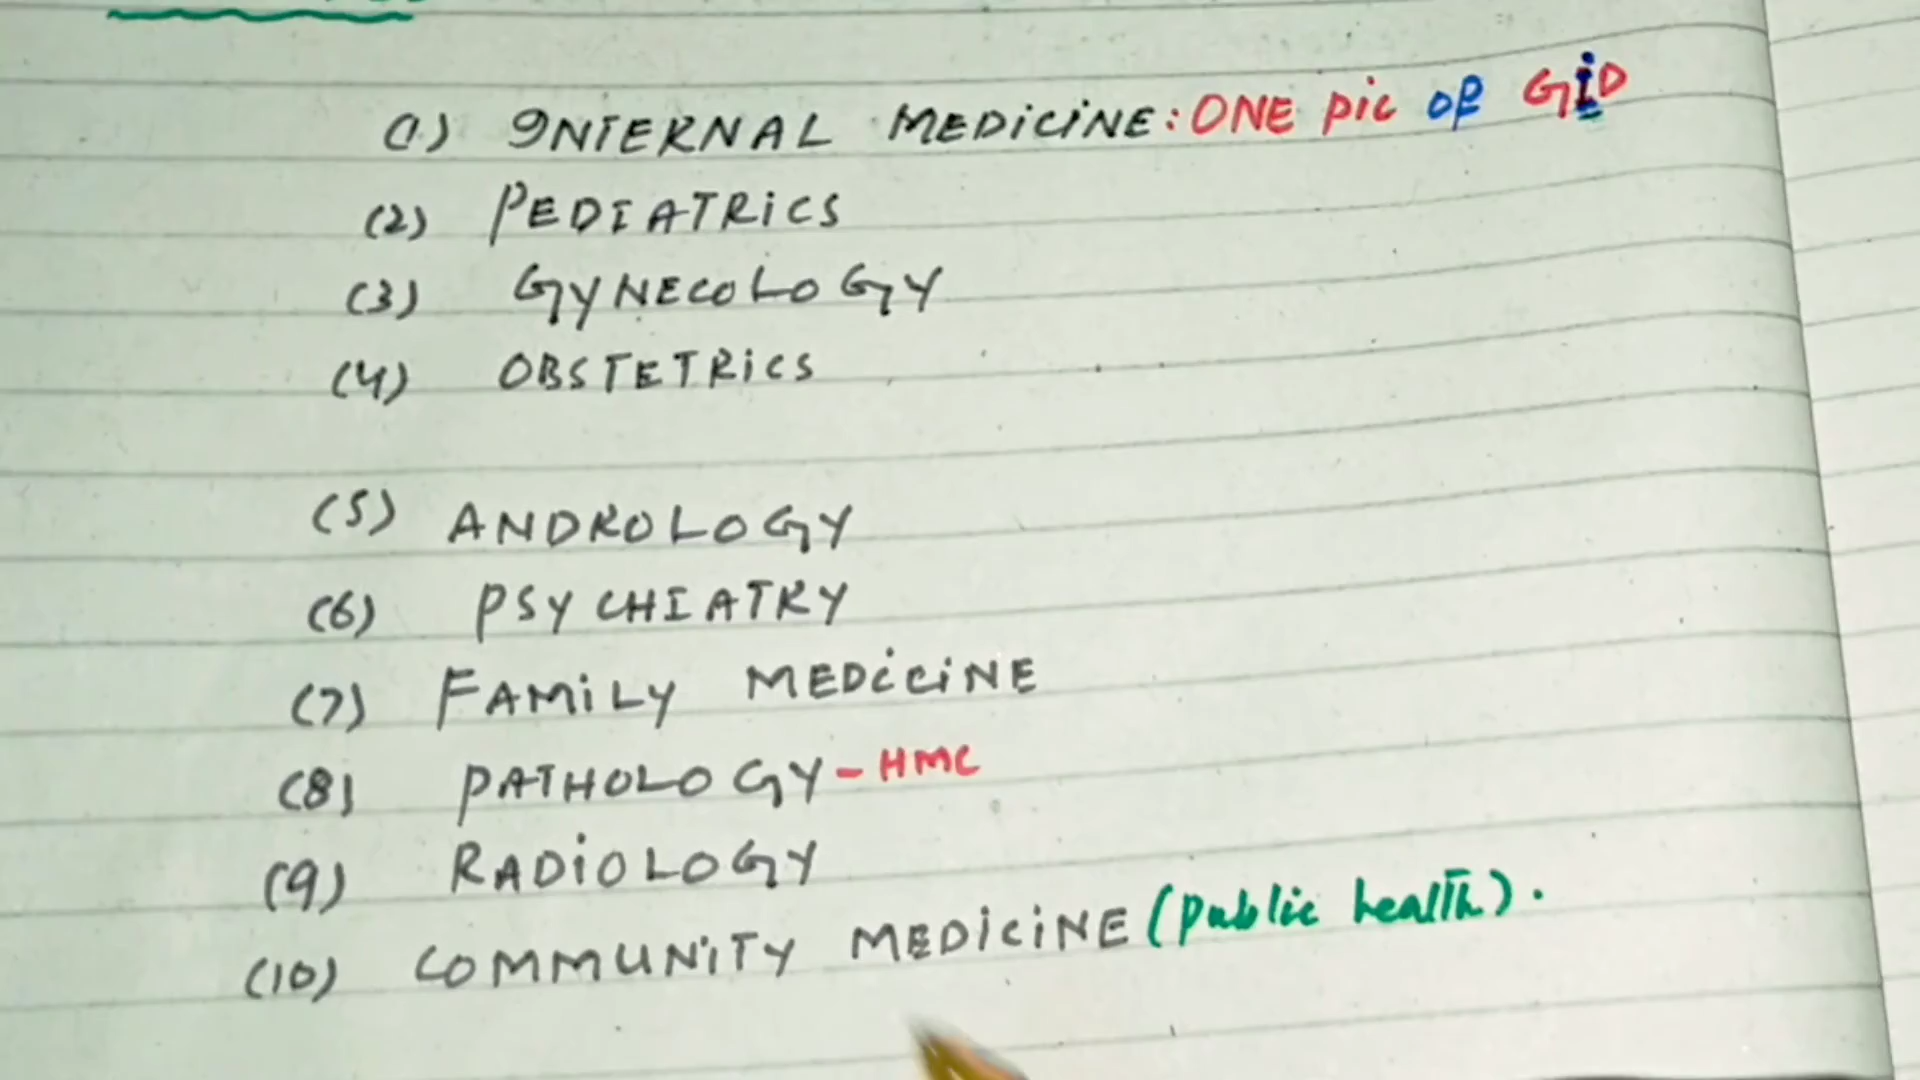 (1) INTERNAL MEDiCiNE: ONE pic OF GiD
(2) PEDIATRiCS
(3) GYNECOLOGY
(4) OBSTETRiCS
(5) ANDROLOGY
(6) PSYCHIATRY
(7) FAMiLY MEDiCiNE
(8) PATHOLOGY - HMC
(9) RADiOLOGY
(10) COMMUNiTY MEDiCiNE (public health).